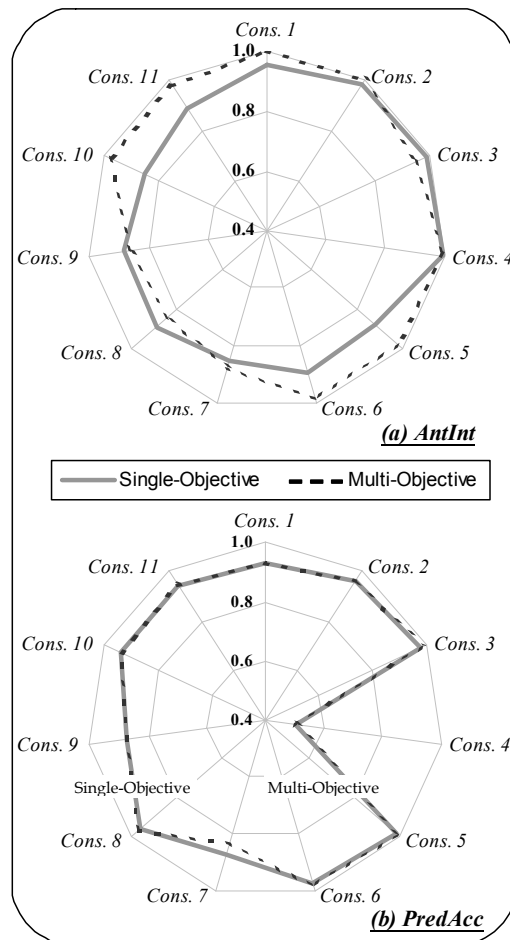 Cons. 1
1.0
Cons. 11
Cons. 2
0.8
Cons. 10
Cons. 3
0.6
0.4
Cons. 9
Cons. 4
Cons. 8
Cons. 5
Cons. 7
Cons. 6
(a) AntInt
Single-Objective
Multi-Objective
Cons. 1
1.0
Cons. 11
Cons. 2
0.8
Cons. 10
Cons. 3
0.6
0.4
Cons. 9
Cons. 4
Single-Objective
Multi-Objective
Cons. 8
Cons. 5
Cons. 7
Cons. 6
(b) PredAcc